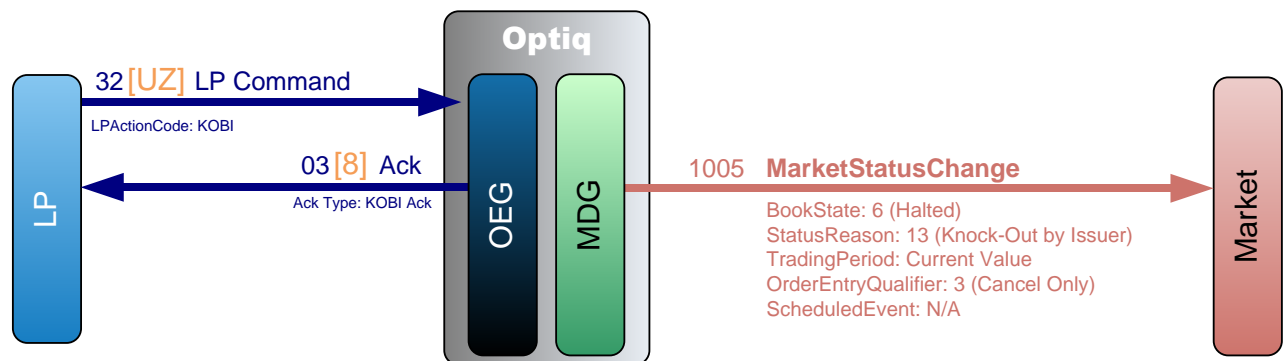 Optiq
32 [UZ] LP Command
LPActionCode: KOBI
03 [8] Ack
Ack Type: KOBI Ack
LP
OEG
MDG
1005 MarketStatusChange
BookState: 6 (Halted)
StatusReason: 13 (Knock-Out by Issuer)
TradingPeriod: Current Value
OrderEntryQualifier: 3 (Cancel Only)
ScheduledEvent: N/A
Market